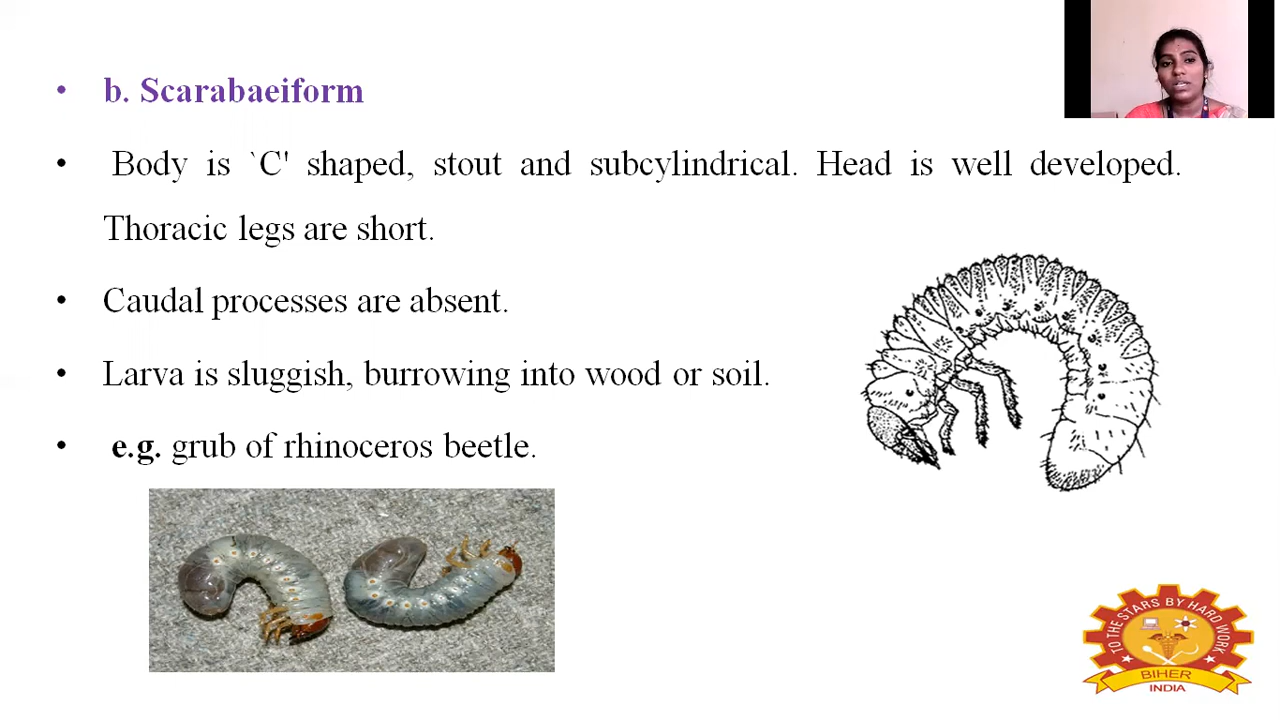 • b. Scarabaeiform
• Body is `C' shaped, stout and subcylindrical. Head is well developed.
Thoracic legs are short.
• Caudal processes are absent.
• Larva is sluggish, burrowing into wood or soil.
• e.g. grub of rhinoceros beetle.
TO THE STARS BY HARD WORK
BIHER
INDIA